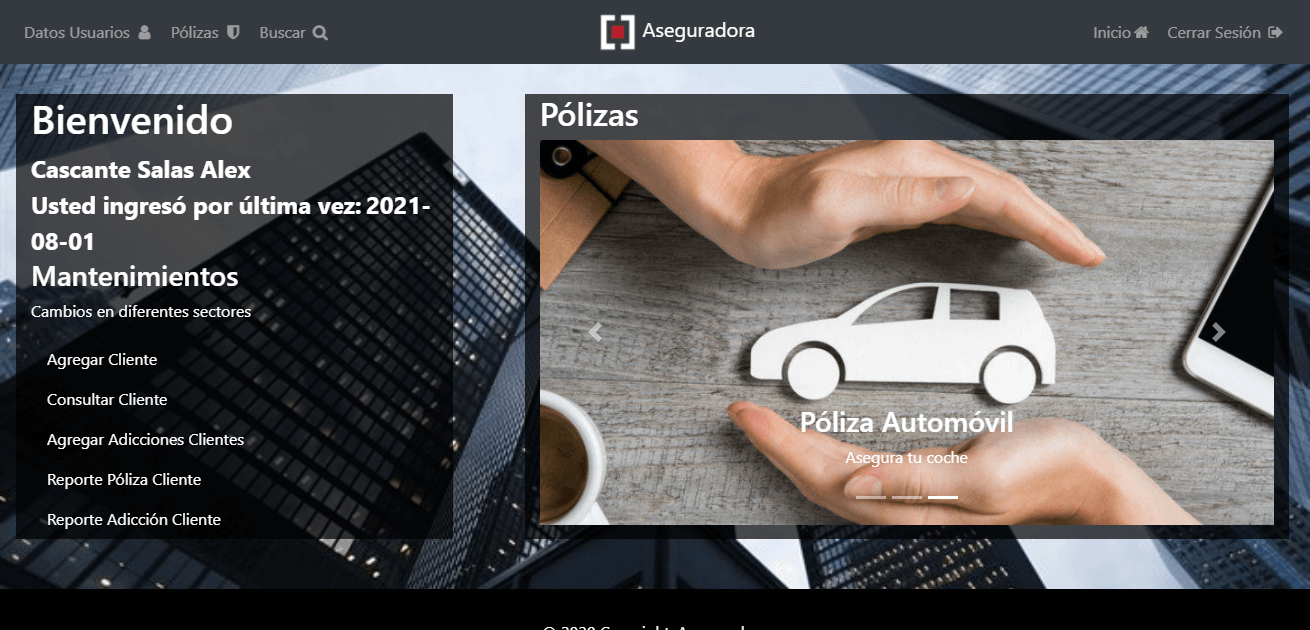 Datos Usuarios
Pólizas
Buscar
Aseguradora
Inicio
Cerrar Sesión
Bienvenido
Cascante Salas Alex
Usted ingresó por última vez: 2021-
08-01
Mantenimientos
Cambios en diferentes sectores
Agregar Cliente
Consultar Cliente
Agregar Adicciones Clientes
Reporte Póliza Cliente
Reporte Adicción Cliente
Pólizas
Póliza Automóvil
Asegura tu coche